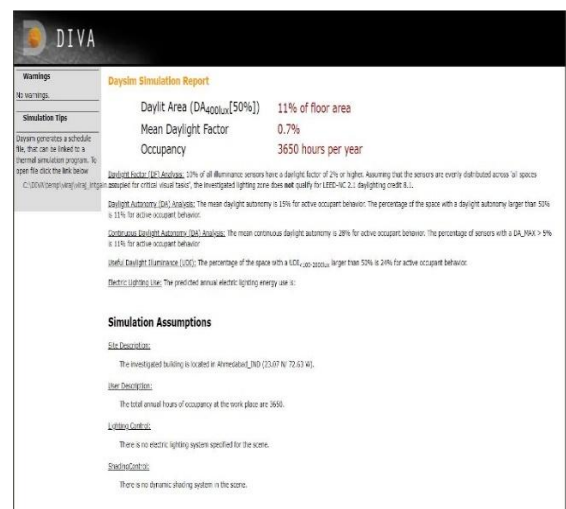 DIVA
Warnings
No warnings.
Simulation Tips
Daysim generates a schedule
file, that can be linked to a
thermal simulation program. To
open file click the link below
Daysim Simulation Report
Daylit Area (DA400lux[50%]) 11% of floor area
Mean Daylight Factor 0.7%
Occupancy 3650 hours per year
Daylight Factor (DF) Analysis: 10% of all illuminance sensors have a daylight factor of 2% or higher. Assuming that the sensors are evenly distributed across 'all spaces
occupied for critical visual tasks', the investigated lighting zone does not qualify for LEED-NC 2.1 daylighting credit 8.1.
Daylight Autonomy (DA) Analysis: The mean daylight autonomy is 15% for active occupant behavior. The percentage of the space with a daylight autonomy larger than 50%
is 11% for active occupant behavior.
Continuous Daylight Autonomy (DA) Analysis: The mean continuous daylight autonomy is 28% for active occupant behavior. The percentage of sensors with a DA_MAX > 5%
is 11% for active occupant behavior
Useful Daylight Illuminance (UDI): The percentage of the space with a UDI<100-2000lux larger than 50% is 24% for active occupant behavior.
Electric Lighting Use: The predicted annual electric lighting energy use is:
Simulation Assumptions
Site Description:
The investigated building is located in Ahmedabad_IND (23.07 N/ 72.63 W).
User Description:
The total annual hours of occupancy at the work place are 3650.
Lighting Control:
There is no electric lighting system specified for the scene.
ShadingControl:
There is no dynamic shading system in the scene.